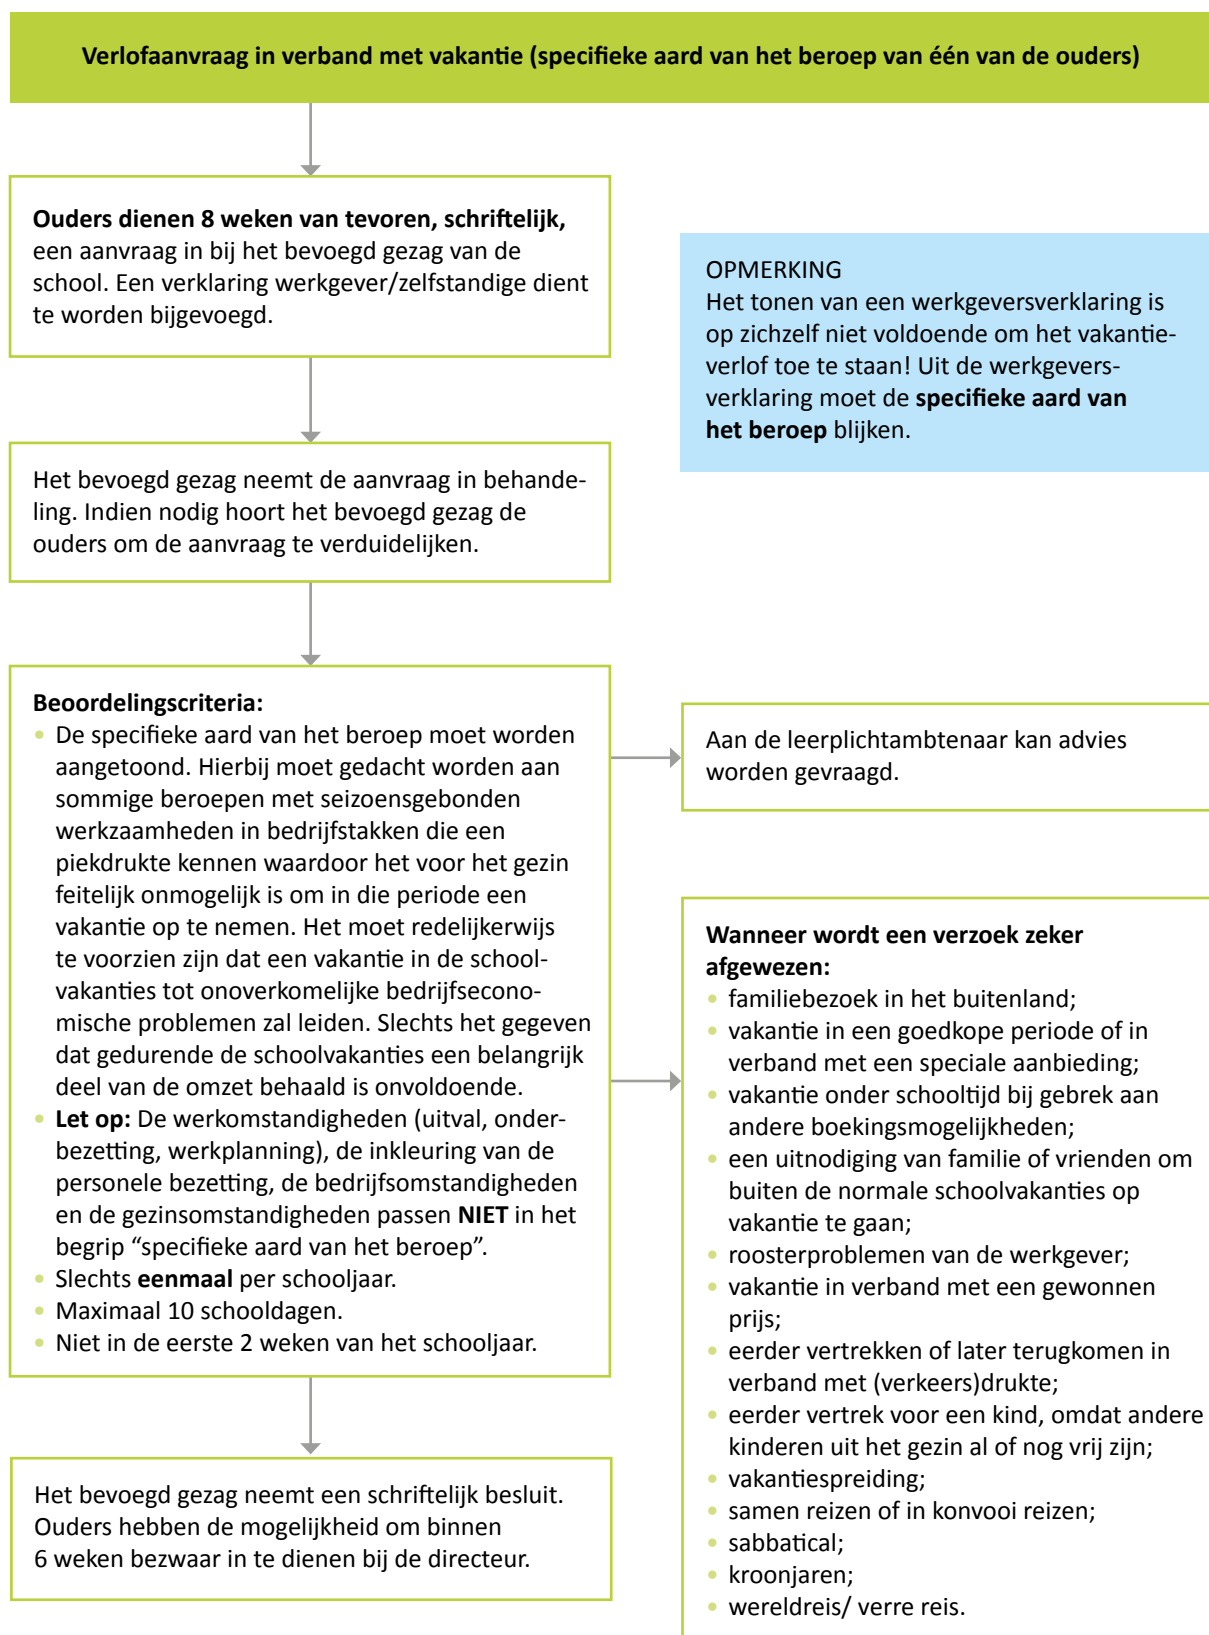 Verlofaanvraag in verband met vakantie (specifieke aard van het beroep van één van de ouders)
Ouders dienen 8 weken van tevoren, schriftelijk,
een aanvraag in bij het bevoegd gezag van de
school. Een verklaring werkgever/zelfstandige dient
te worden bijgevoegd.
OPMERKING
Het tonen van een werkgeversverklaring is
op zichzelf niet voldoende om het vakantie-
verlof toe te staan! Uit de werkgevers-
verklaring moet de specifieke aard van
het beroep blijken.
Het bevoegd gezag neemt de aanvraag in behande-
ling. Indien nodig hoort het bevoegd gezag de
ouders om de aanvraag te verduidelijken.
Beoordelingscriteria:
• De specifieke aard van het beroep moet worden
aangetoond. Hierbij moet gedacht worden aan
sommige beroepen met seizoensgebonden
werkzaamheden in bedrijfstakken die een
piekdrukte kennen waardoor het voor het gezin
feitelijk onmogelijk is om in die periode een
vakantie op te nemen. Het moet redelijkerwijs
te voorzien zijn dat een vakantie in de school-
vakanties tot onoverkomelijke bedrijfsecono-
mische problemen zal leiden. Slechts het gegeven
dat gedurende de schoolvakanties een belangrijk
deel van de omzet behaald is onvoldoende.
• Let op: De werkomstandigheden (uitval, onder-
bezetting, werkplanning), de inkleuring van de
personele bezetting, de bedrijfsomstandigheden
en de gezinsomstandigheden passen NIET in het
begrip “specifieke aard van het beroep”.
• Slechts eenmaal per schooljaar.
• Maximaal 10 schooldagen.
• Niet in de eerste 2 weken van het schooljaar.
Aan de leerplichtambtenaar kan advies
worden gevraagd.
Wanneer wordt een verzoek zeker
afgewezen:
• familiebezoek in het buitenland;
• vakantie in een goedkope periode of in
verband met een speciale aanbieding;
• vakantie onder schooltijd bij gebrek aan
andere boekingsmogelijkheden;
• een uitnodiging van familie of vrienden om
buiten de normale schoolvakanties op
vakantie te gaan;
• roosterproblemen van de werkgever;
• vakantie in verband met een gewonnen
prijs;
• eerder vertrekken of later terugkomen in
verband met (verkeers)drukte;
• eerder vertrek voor een kind, omdat andere
kinderen uit het gezin al of nog vrij zijn;
• vakantiespreiding;
• samen reizen of in konvooi reizen;
• sabbatical;
• kroonjaren;
• wereldreis/ verre reis.
Het bevoegd gezag neemt een schriftelijk besluit.
Ouders hebben de mogelijkheid om binnen
6 weken bezwaar in te dienen bij de directeur.